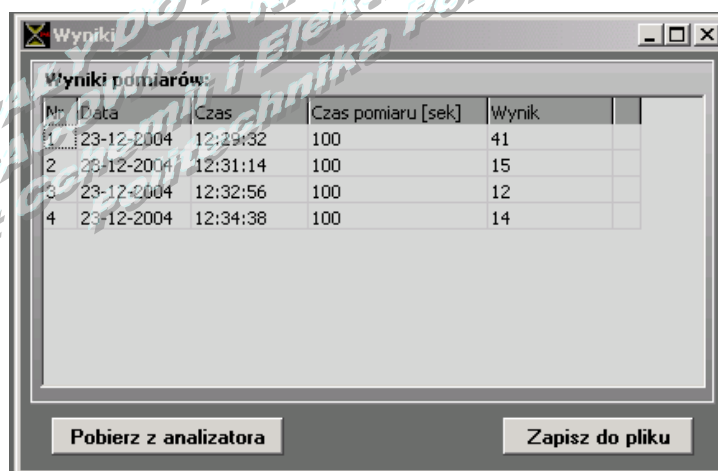 Wyniki
Wyniki pomiarów:
Nr Data Czas Czas pomiaru [sek] Wynik
1 23-12-2004 12:29:32 100 41
2 23-12-2004 12:31:14 100 15
3 23-12-2004 12:32:56 100 12
4 23-12-2004 12:34:38 100 14
Pobierz z analizatora Zapisz do pliku